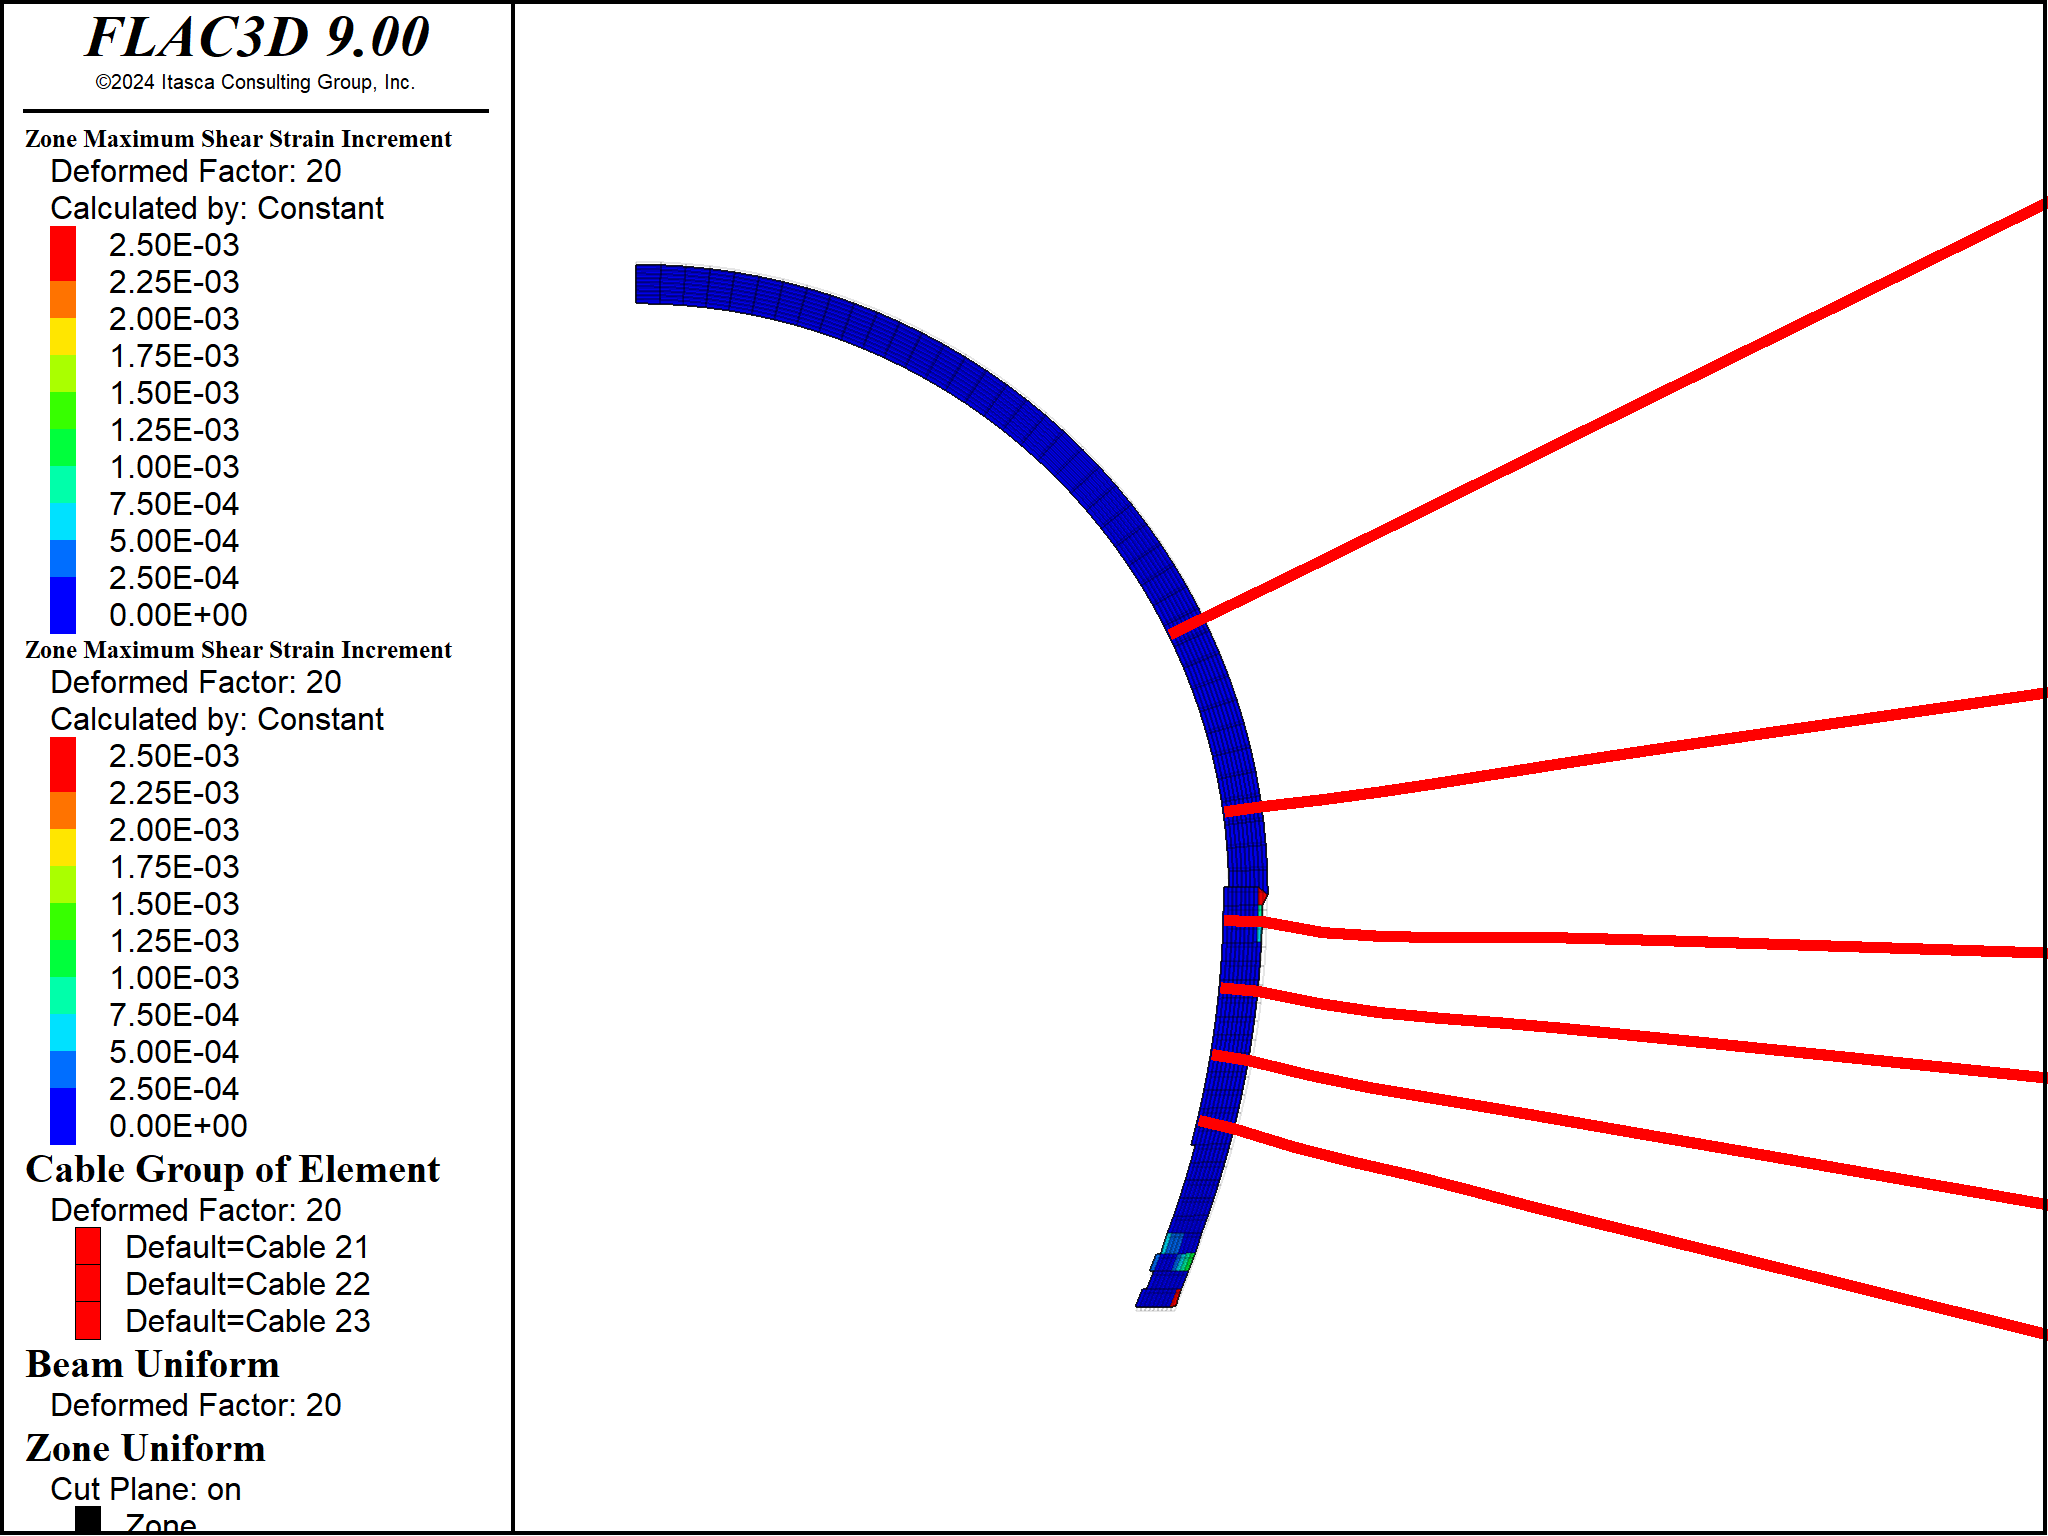 FLAC3D 9.00
©2024 Itasca Consulting Group, Inc.
Zone Maximum Shear Strain Increment
Deformed Factor: 20
Calculated by: Constant
2.50E-03
2.25E-03
2.00E-03
1.75E-03
1.50E-03
1.25E-03
1.00E-03
7.50E-04
5.00E-04
2.50E-04
0.00E+00
Zone Maximum Shear Strain Increment
Deformed Factor: 20
Calculated by: Constant
2.50E-03
2.25E-03
2.00E-03
1.75E-03
1.50E-03
1.25E-03
1.00E-03
7.50E-04
5.00E-04
2.50E-04
0.00E+00
Cable Group of Element
Deformed Factor: 20
Default=Cable 21
Default=Cable 22
Default=Cable 23
Beam Uniform
Deformed Factor: 20
Zone Uniform
Cut Plane: on
Zone